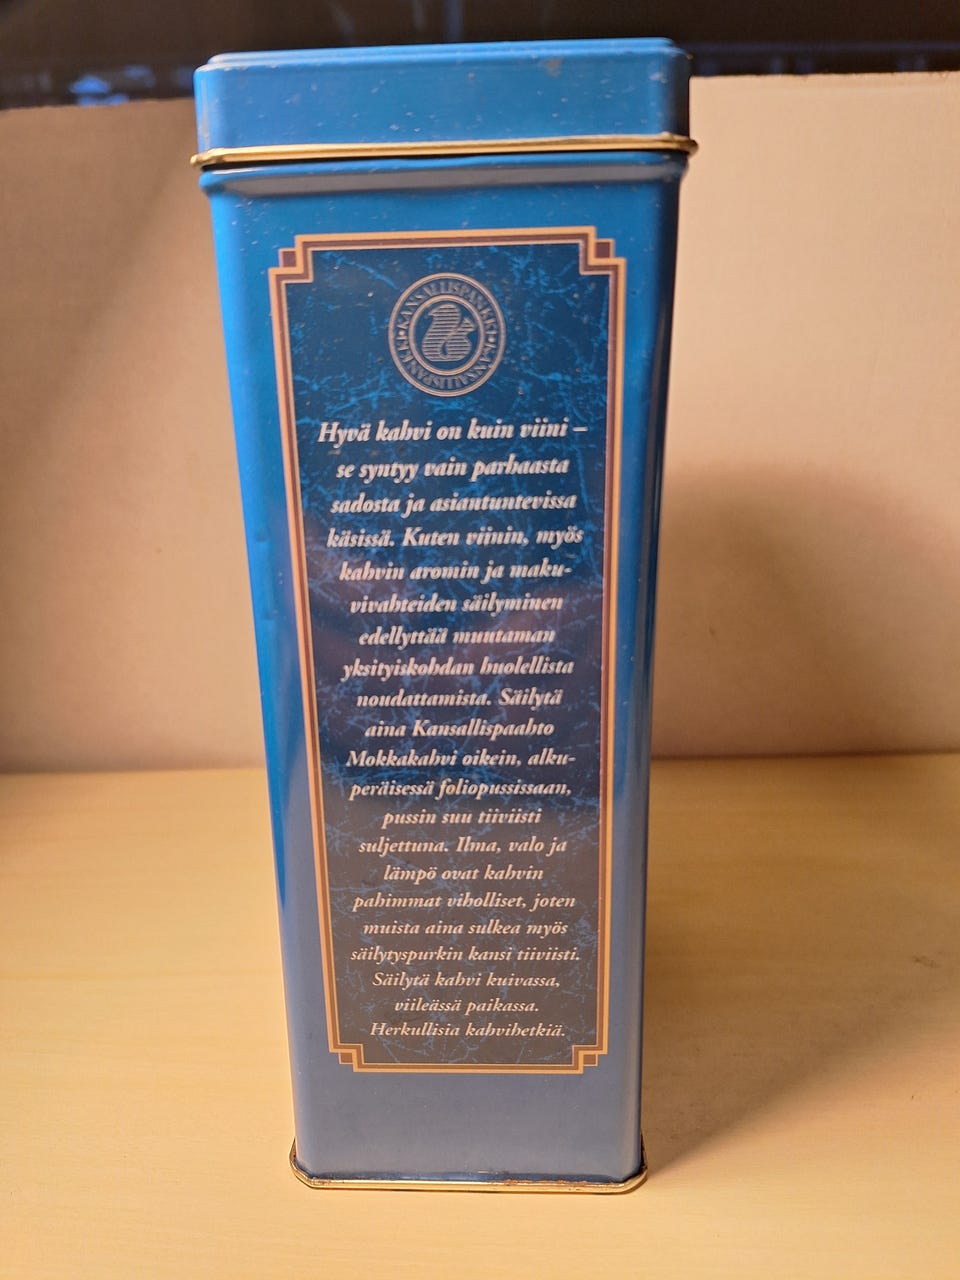 KANSALLISPANKKI • KANSALLISPANKKI •
Hyvä kahvi on kuin viini –
se syntyy vain parhaasta
sadosta ja asiantuntevissa
käsissä. Kuten viinin, myös
kahvin aromin ja maku-
vivahteiden säilyminen
edellyttää muutaman
yksityiskohdan huolellista
noudattamista. Säilytä
aina Kansallispaahto
Mokkakahvi oikein, alku-
peräisessä foliopussissaan,
pussin suu tiiviisti
suljettuna. Ilma, valo ja
lämpö ovat kahvin
pahimmat viholliset, joten
muista aina sulkea myös
säilytyspurkin kansi tiiviisti.
Säilytä kahvi kuivassa,
viileässä paikassa.
Herkullisia kahvihetkiä.